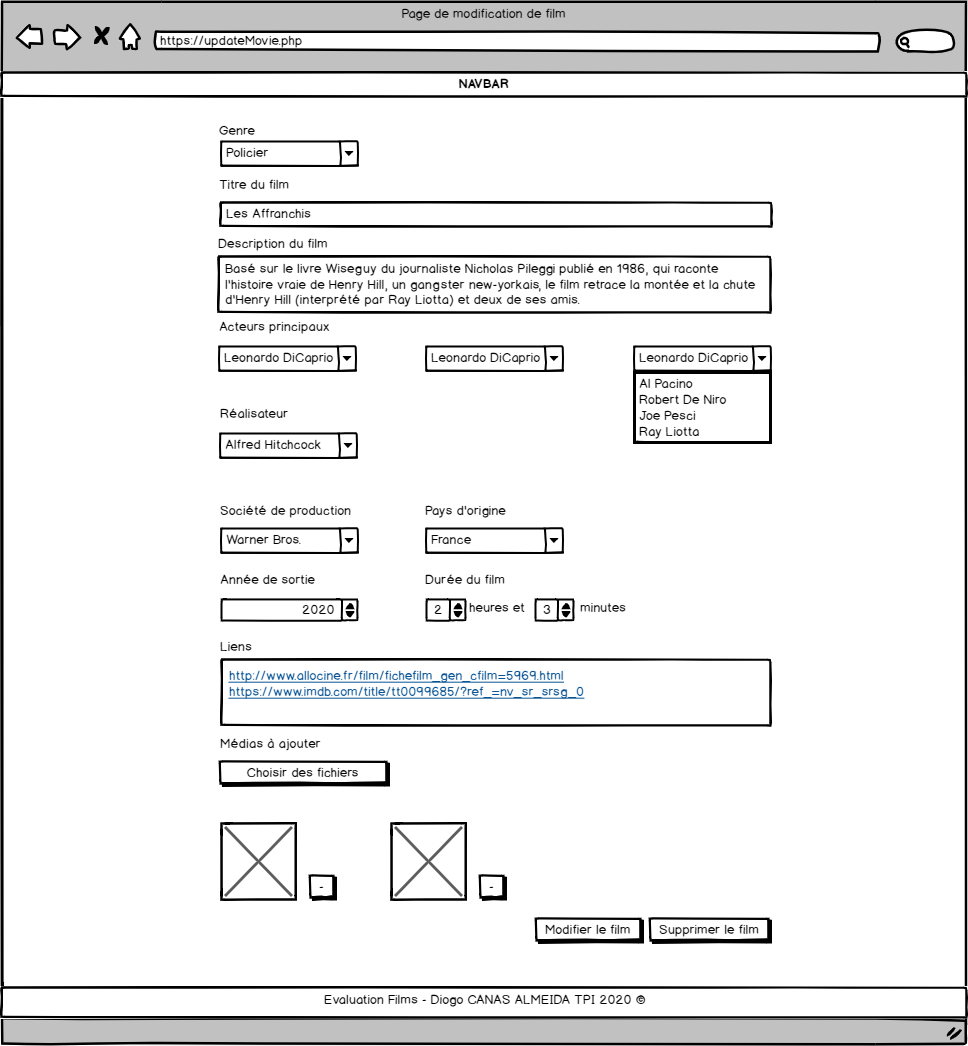 Page de modification de film
https://updateMovie.php
NAVBAR
Genre
Policier
Titre du film
Les Affranchis
Description du film
Basé sur le livre Wiseguy du journaliste Nicholas Pileggi publié en 1986, qui raconte
l'histoire vraie de Henry Hill, un gangster new-yorkais, le film retrace la montée et la chute
d'Henry Hill (interprété par Ray Liotta) et deux de ses amis.
Acteurs principaux
Leonardo DiCaprio Leonardo DiCaprio Leonardo DiCaprio
Al Pacino
Robert De Niro
Joe Pesci
Ray Liotta
Réalisateur
Alfred Hitchcock
Société de production Pays d'origine
Warner Bros. France
Année de sortie Durée du film
2020 2 heures et 3 minutes
Liens
http://www.allocine.fr/film/fichefilm_gen_cfilm=5969.html
https://www.imdb.com/title/tt0099685/?ref_=nv_sr_srsg_0
Médias à ajouter
Choisir des fichiers
- -
Modifier le film Supprimer le film
Evaluation Films - Diogo CANAS ALMEIDA TPI 2020 ©